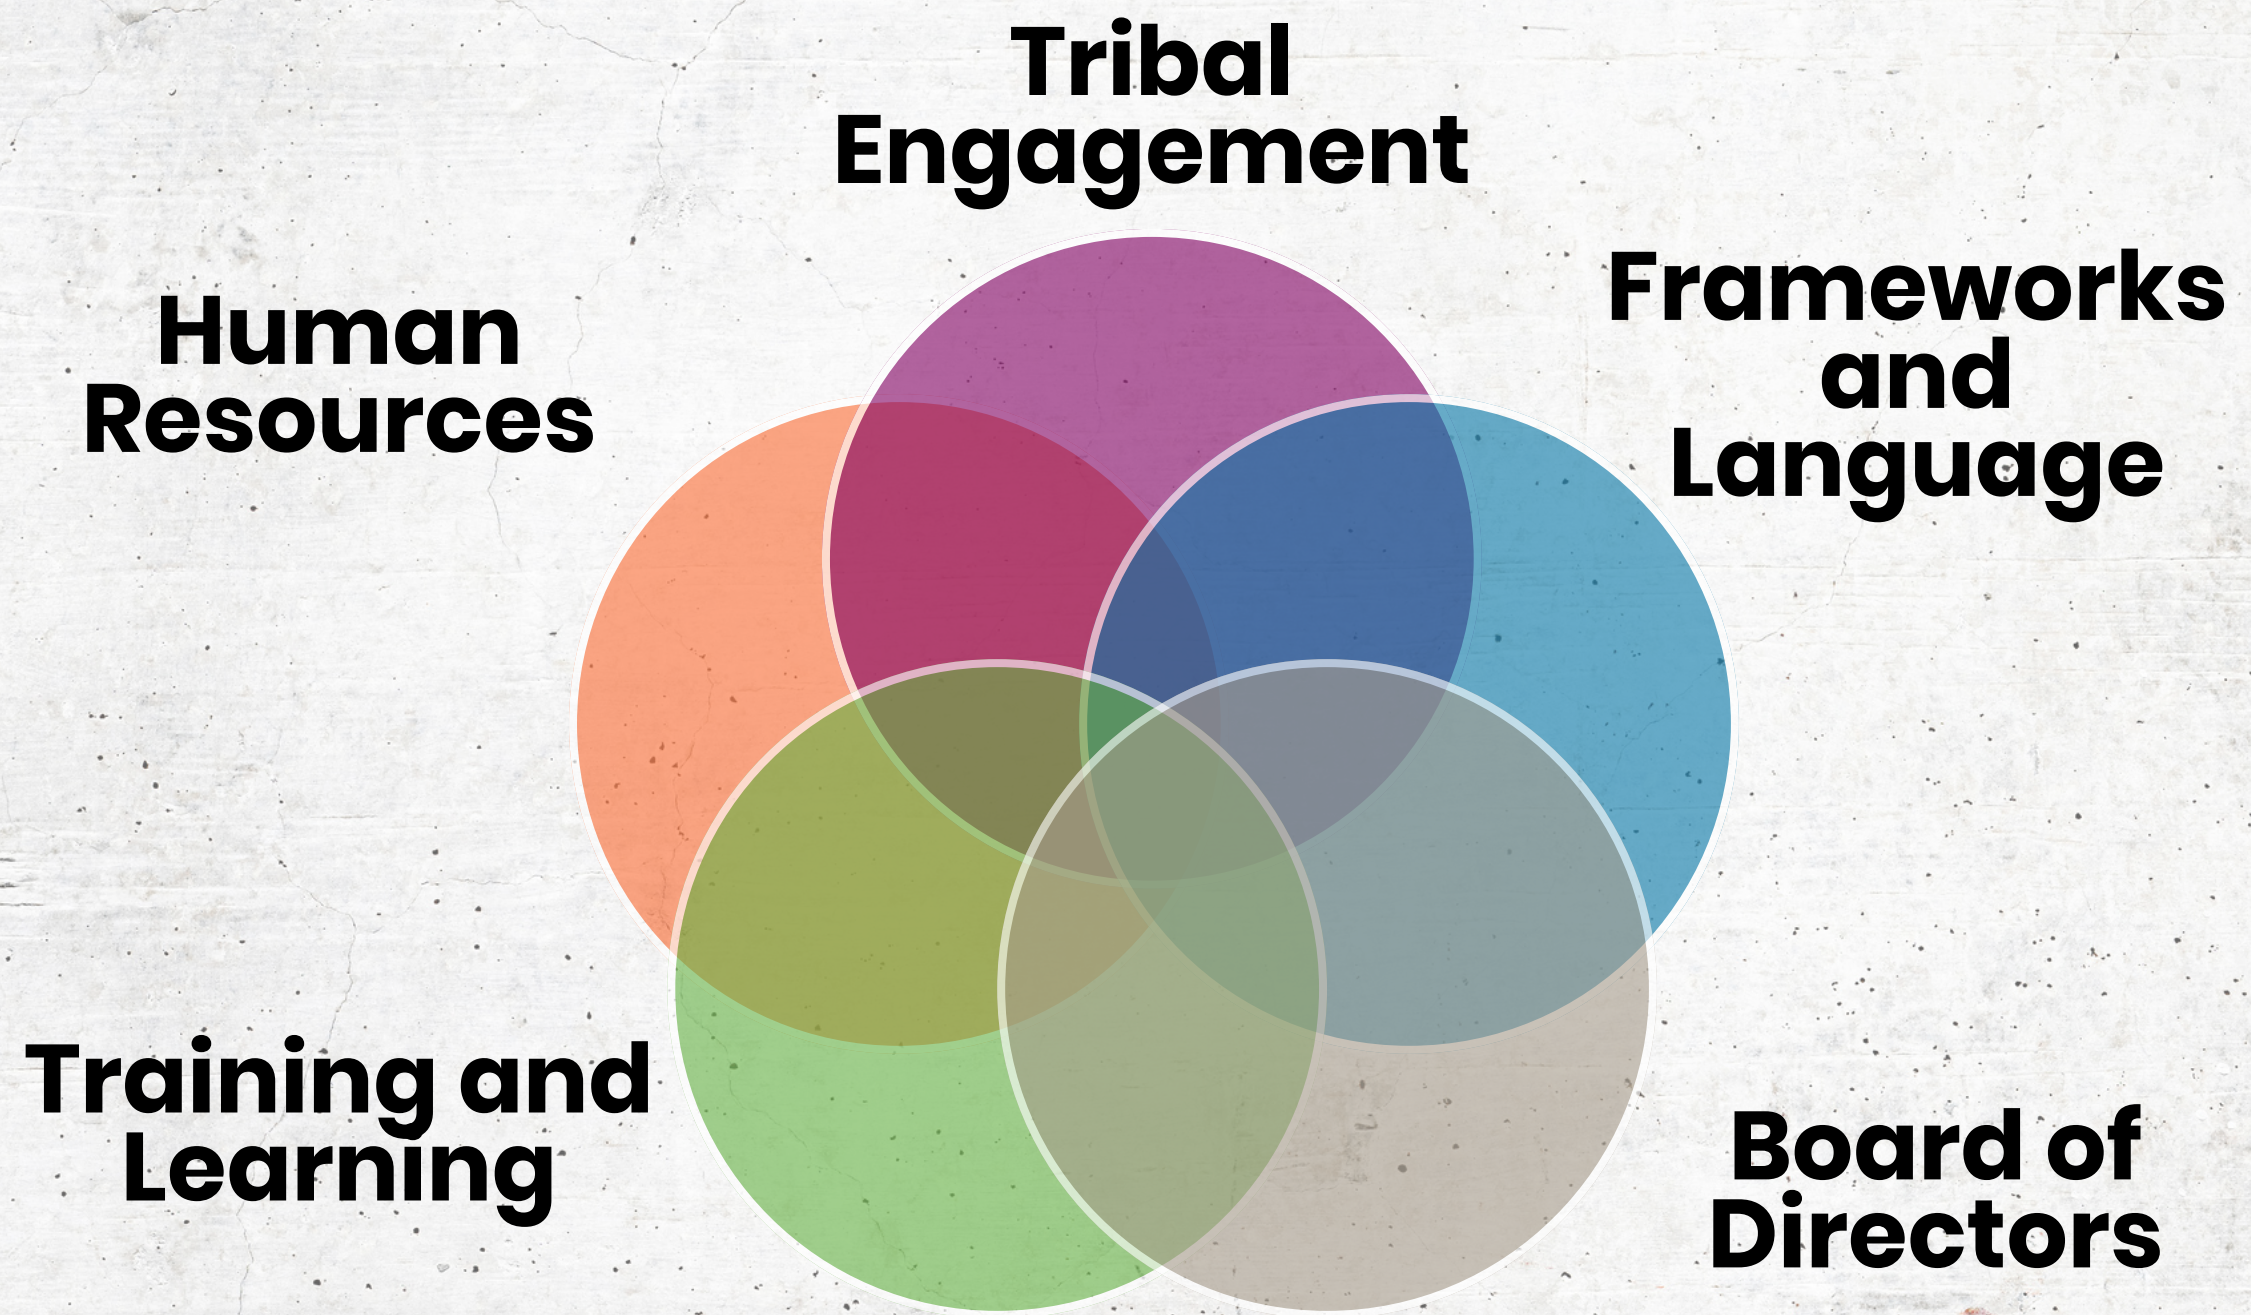 Tribal
Engagement
Human
Resources
Frameworks
and
Language
Training and
Learning
Board of
Directors